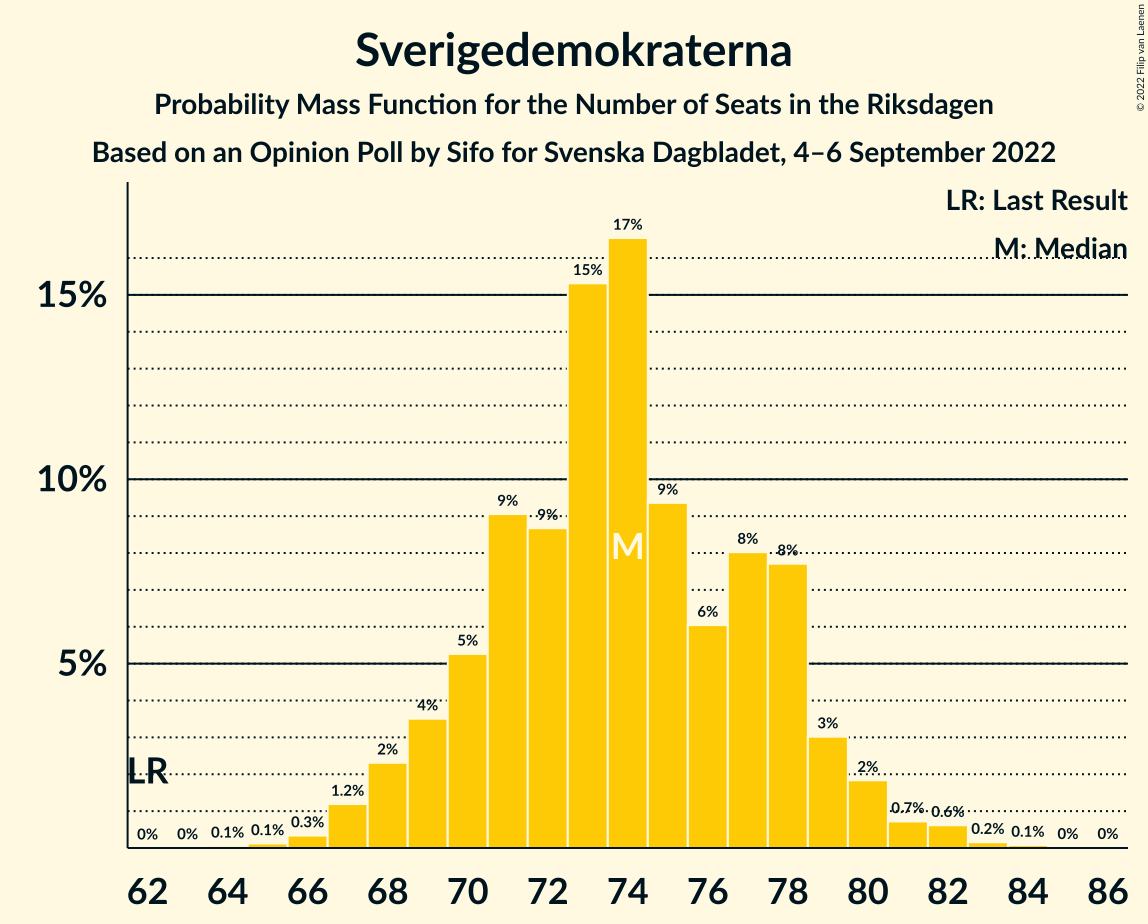 Sverigedemokraterna
Probability Mass Function for the Number of Seats in the Riksdagen
Based on an Opinion Poll by Sifo for Svenska Dagbladet, 4–6 September 2022
© 2022 Filip van Laenen
LR: Last Result
M: Median
15%
10%
5%
0% 0% 0.1% 0.1% 0.3% 1.2% 2% 4% 5% 9% 9% 15% 17% 9% 6% 8% 8% 3% 2% 0.7% 0.6% 0.2% 0.1% 0% 0%
M
LR
62 64 66 68 70 72 74 76 78 80 82 84 86